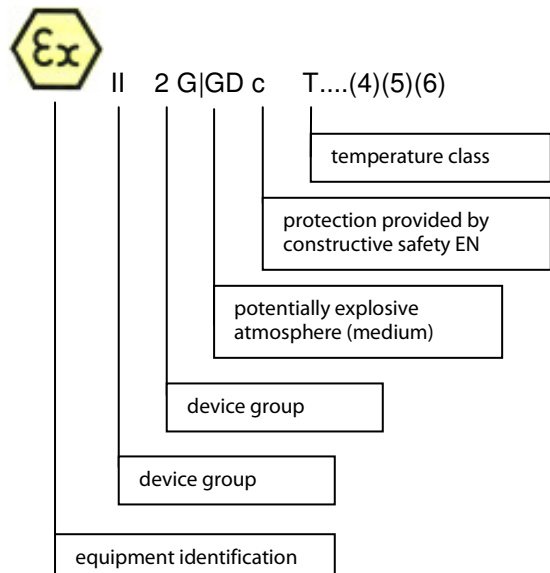 Ex
II 2 G|GD c T....(4)(5)(6)
temperature class
protection provided by
constructive safety EN
potentially explosive
atmosphere (medium)
device group
device group
equipment identification